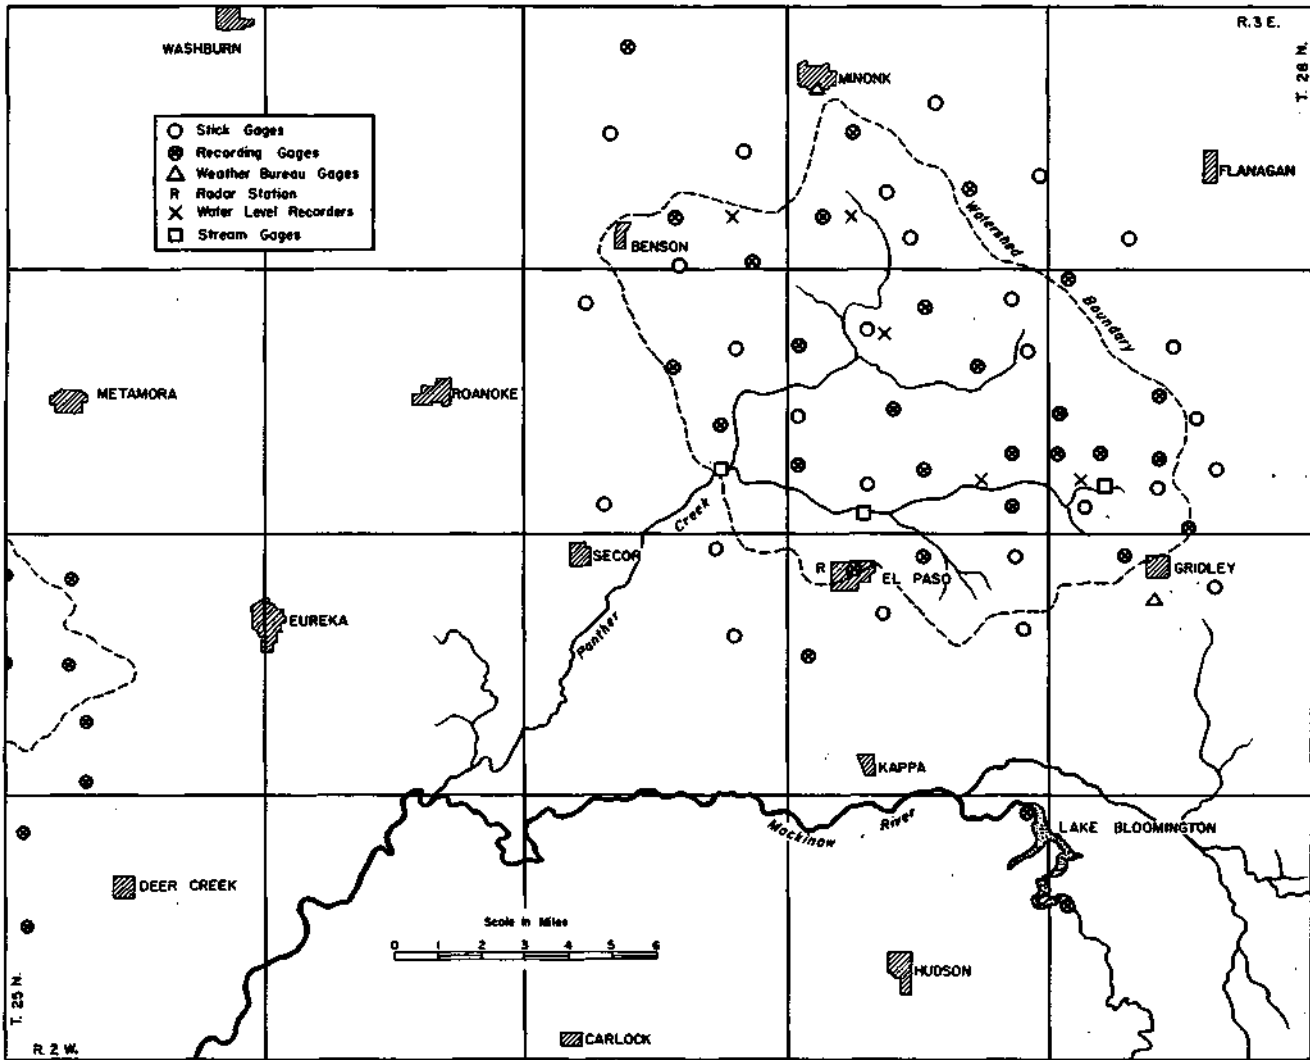 R. 3 E.
WASHBURN
T. 28 N.
MINONK
Stick Gages
Recording Gages
Weather Bureau Gages
R Radar Station
Water Level Recorders
Stream Gages
FLANAGAN
Watershed
Boundary
BENSON
METAMORA
ROANOKE
Creek
SECOR
R
EL PASO
GRIDLEY
EUREKA
Panther
KAPPA
Mackinaw River
LAKE BLOOMINGTON
DEER CREEK
Scale in Miles
0 1 2 3 4 5 6
HUDSON
T. 25 N.
CARLOCK
R. 2 W.